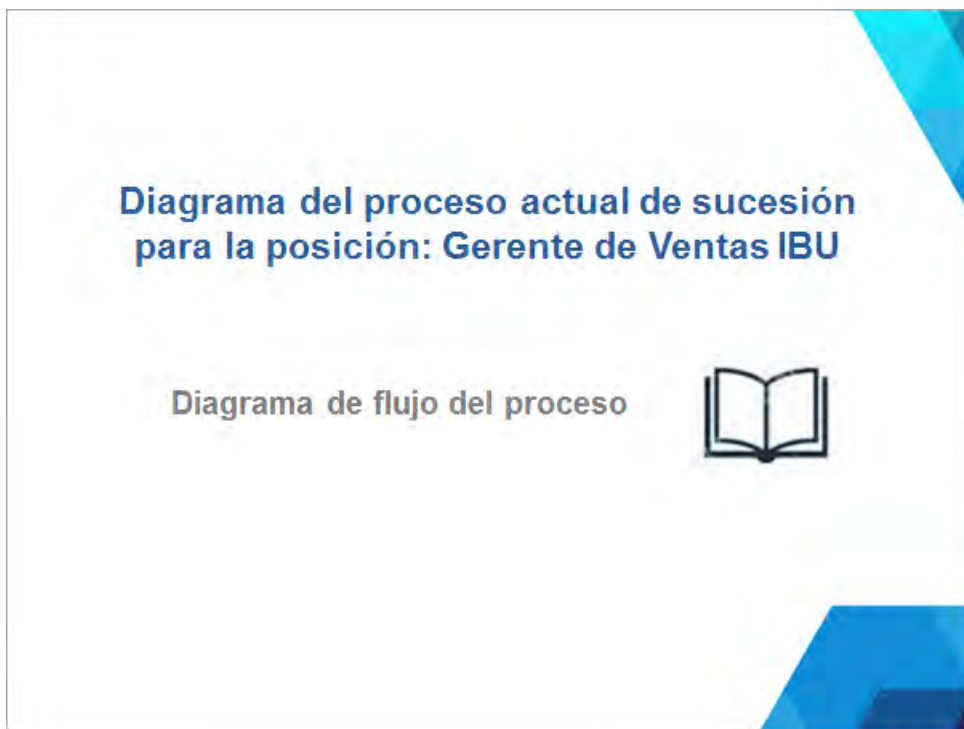 Diagrama del proceso actual de sucesión
para la posición: Gerente de Ventas IBU
Diagrama de flujo del proceso